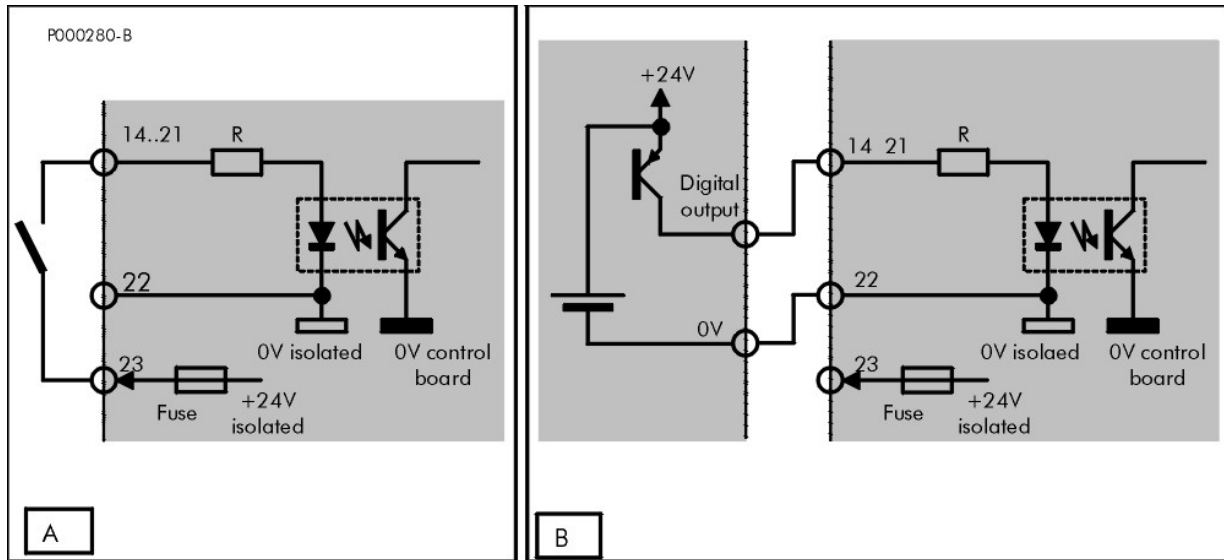 P000280-B
14..21
R
22
0V isolated
0V control
board
23
Fuse
+24V
isolated
A
+24V
Digital
output
0V
14 21
R
22
0V isolaed
0V control
board
23
Fuse
+24V
isolated
B